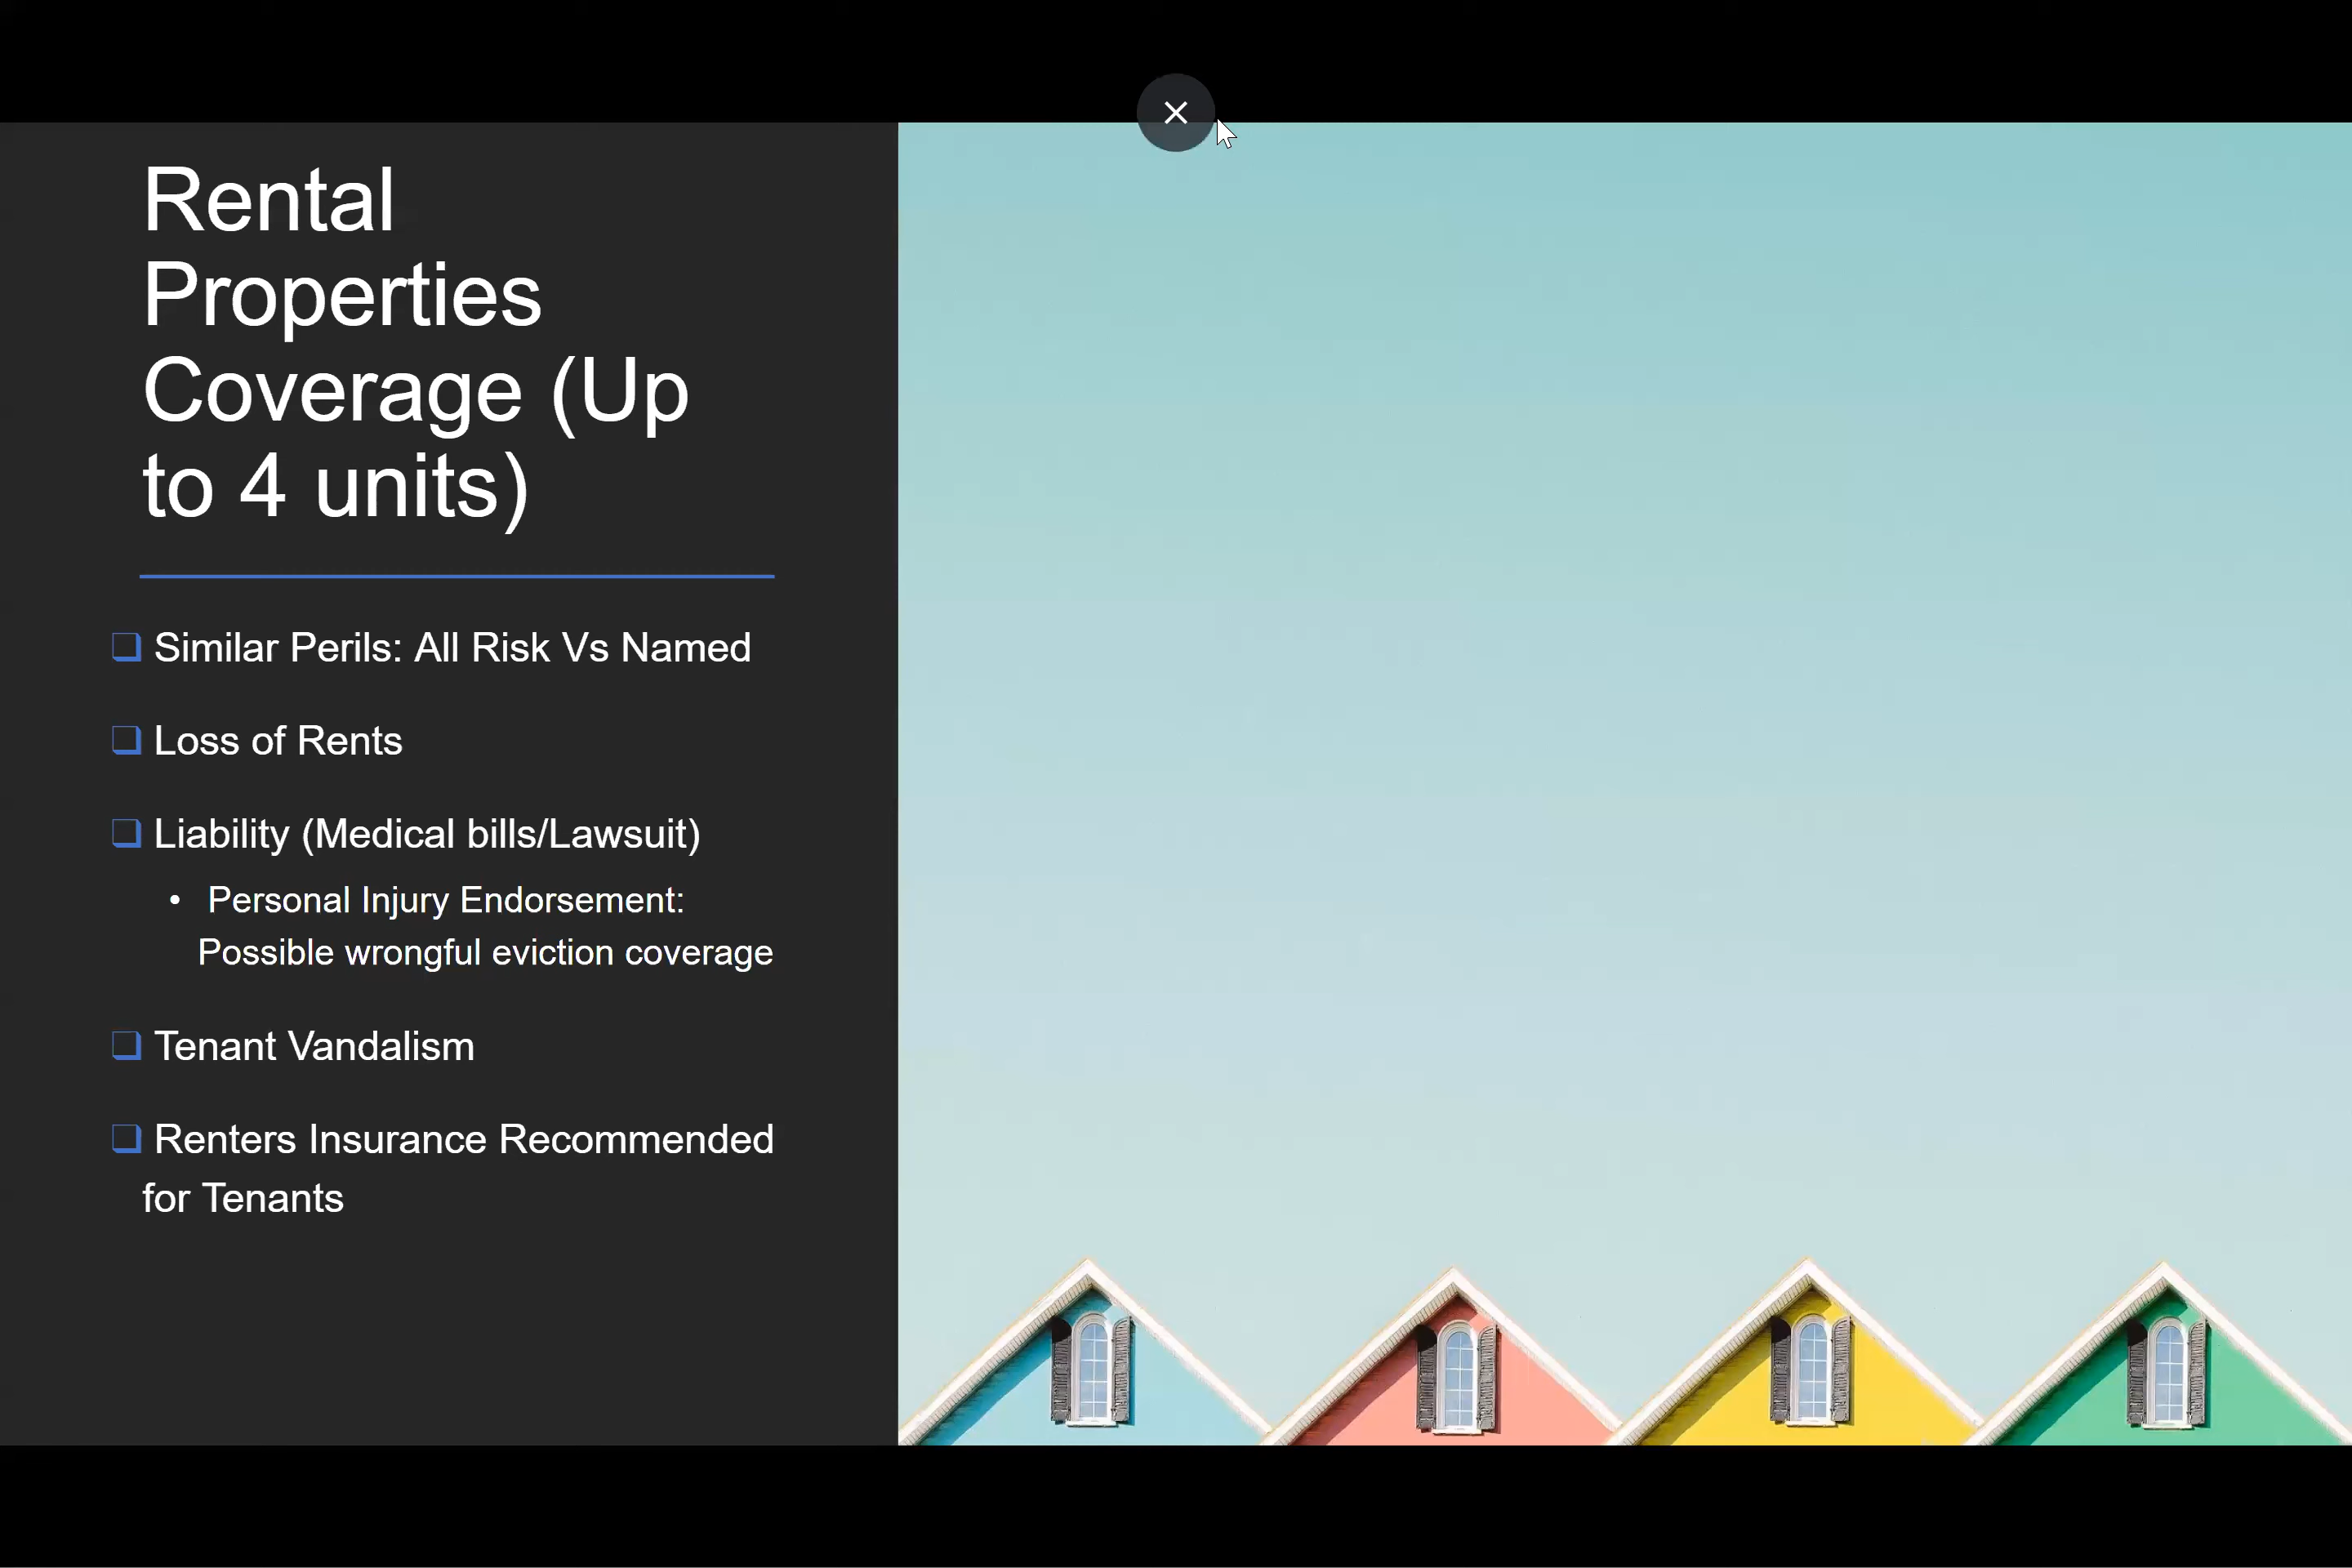 Rental
Properties
Coverage (Up
to 4 units)
❑ Similar Perils: All Risk Vs Named
❑ Loss of Rents
❑ Liability (Medical bills/Lawsuit)
• Personal Injury Endorsement:
Possible wrongful eviction coverage
❑ Tenant Vandalism
❑ Renters Insurance Recommended
for Tenants